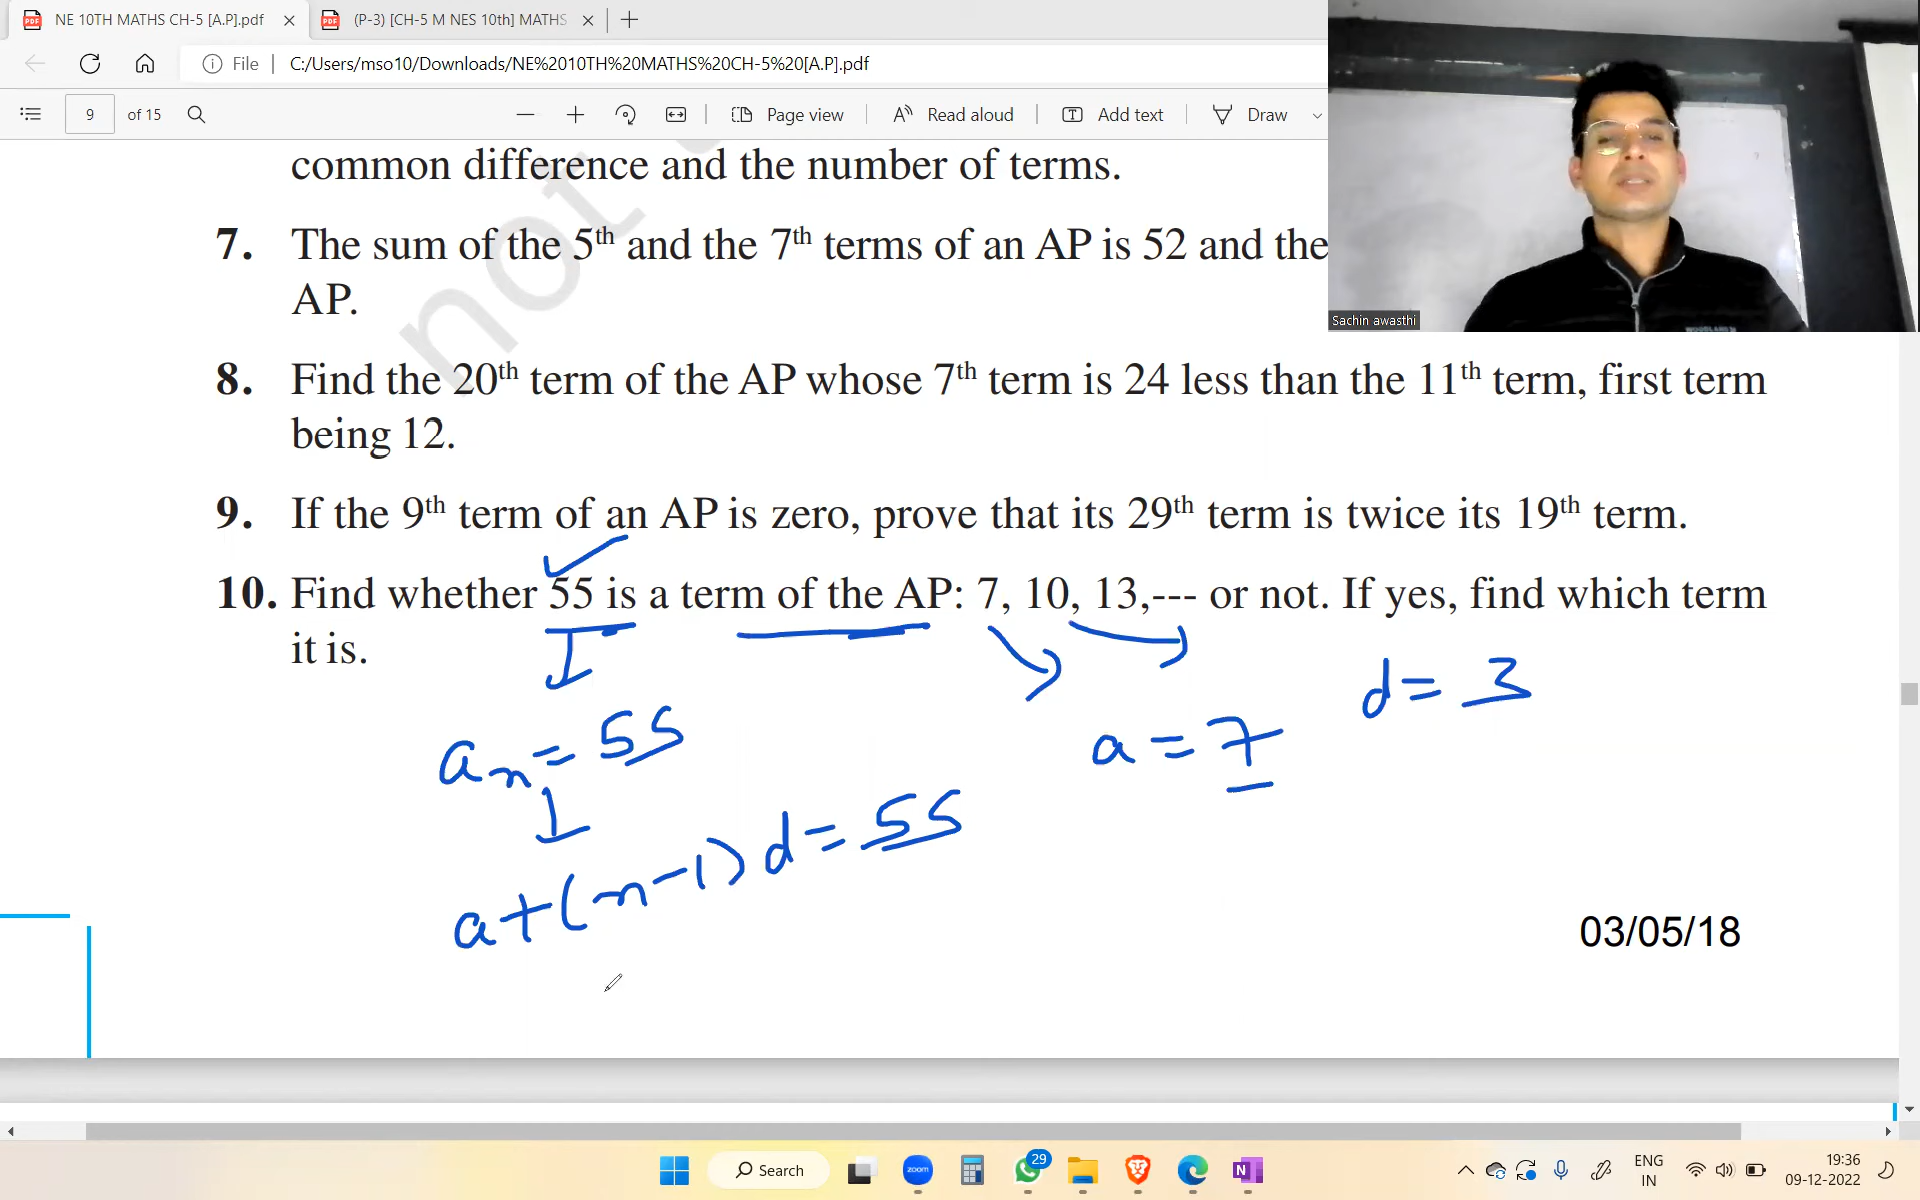 NE 10TH MATHS CH-5 [A.P].pdf
(P-3) [CH-5 M NES 10th] MATHS
File
C:/Users/mso10/Downloads/NE%2010TH%20MATHS%20CH-5%20[A.P].pdf
9 of 15
Page view
Read aloud
Add text
Draw
common difference and the number of terms.
7. The sum of the 5th and the 7th terms of an AP is 52 and the
AP.
Sachin awasthi
8. Find the 20th term of the AP whose 7th term is 24 less than the 11th term, first term
being 12.
9. If the 9th term of an AP is zero, prove that its 29th term is twice its 19th term.
10. Find whether 55 is a term of the AP: 7, 10, 13,--- or not. If yes, find which term
it is.
d = 3
an = 55
a = 7
a+(n-1)d = 55
03/05/18
not
Search
zoom
29
N
ENG
IN
19:36
09-12-2022